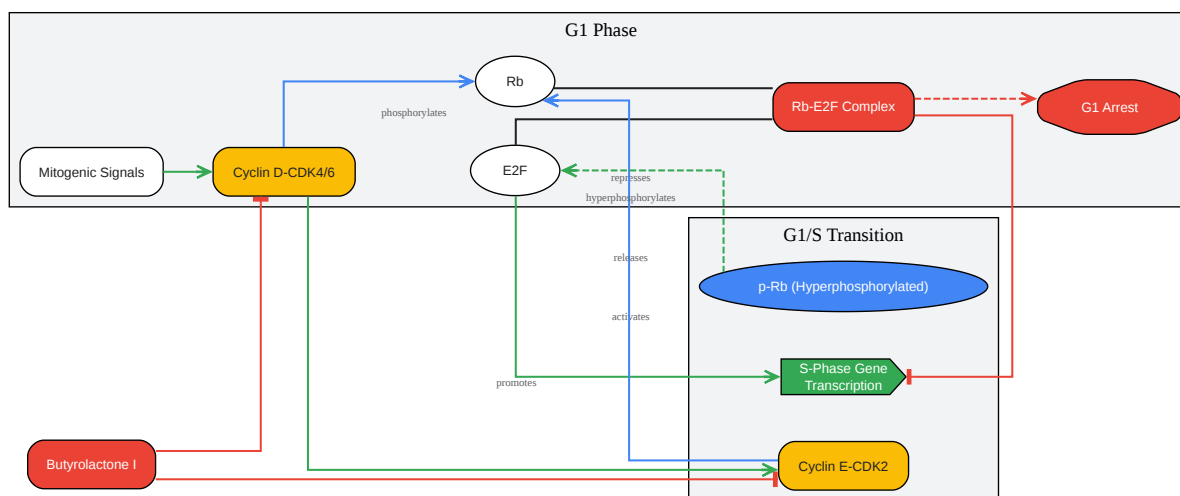 G1 Phase
Rb
Rb-E2F Complex
G1 Arrest
phosphorylates
Mitogenic Signals
Cyclin D-CDK4/6
E2F
represses
hyperphosphorylates
G1/S Transition
releases
p-Rb (Hyperphosphorylated)
activates
S-Phase Gene
Transcription
promotes
Butyrolactone I
Cyclin E-CDK2